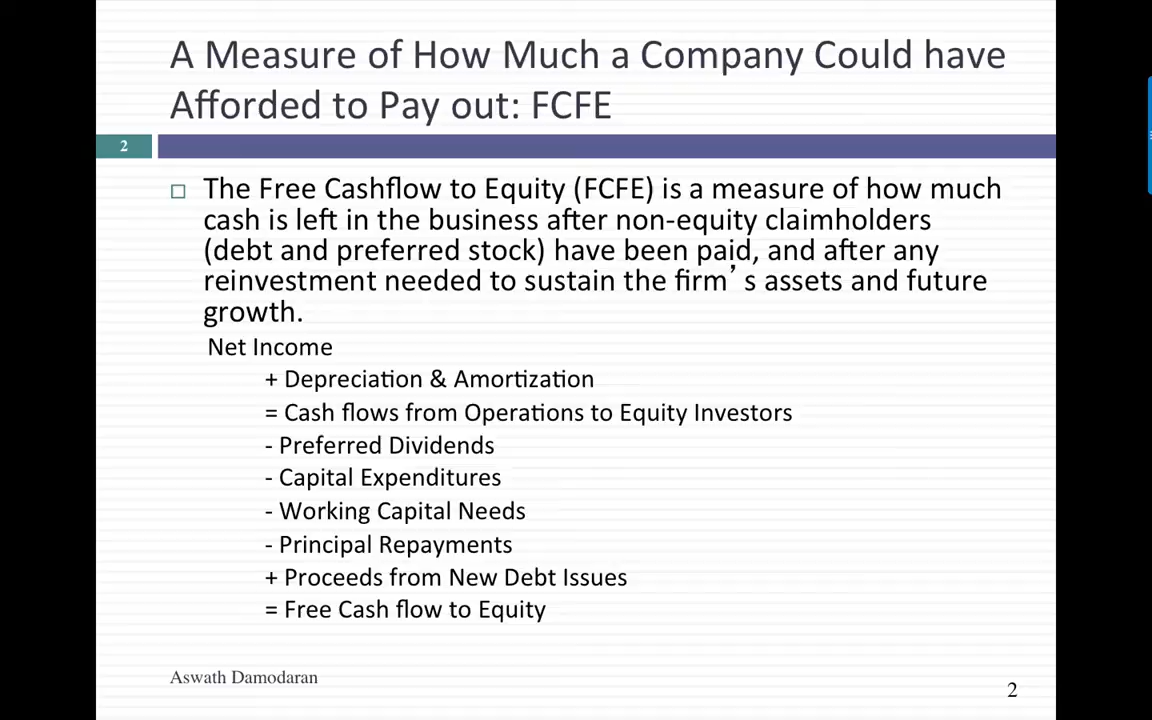 A Measure of How Much a Company Could have
Afforded to Pay out: FCFE
2
□ The Free Cashflow to Equity (FCFE) is a measure of how much
cash is left in the business after non-equity claimholders
(debt and preferred stock) have been paid, and after any
reinvestment needed to sustain the firm’s assets and future
growth.
Net Income
+ Depreciation & Amortization
= Cash flows from Operations to Equity Investors
- Preferred Dividends
- Capital Expenditures
- Working Capital Needs
- Principal Repayments
+ Proceeds from New Debt Issues
= Free Cash flow to Equity
Aswath Damodaran
2